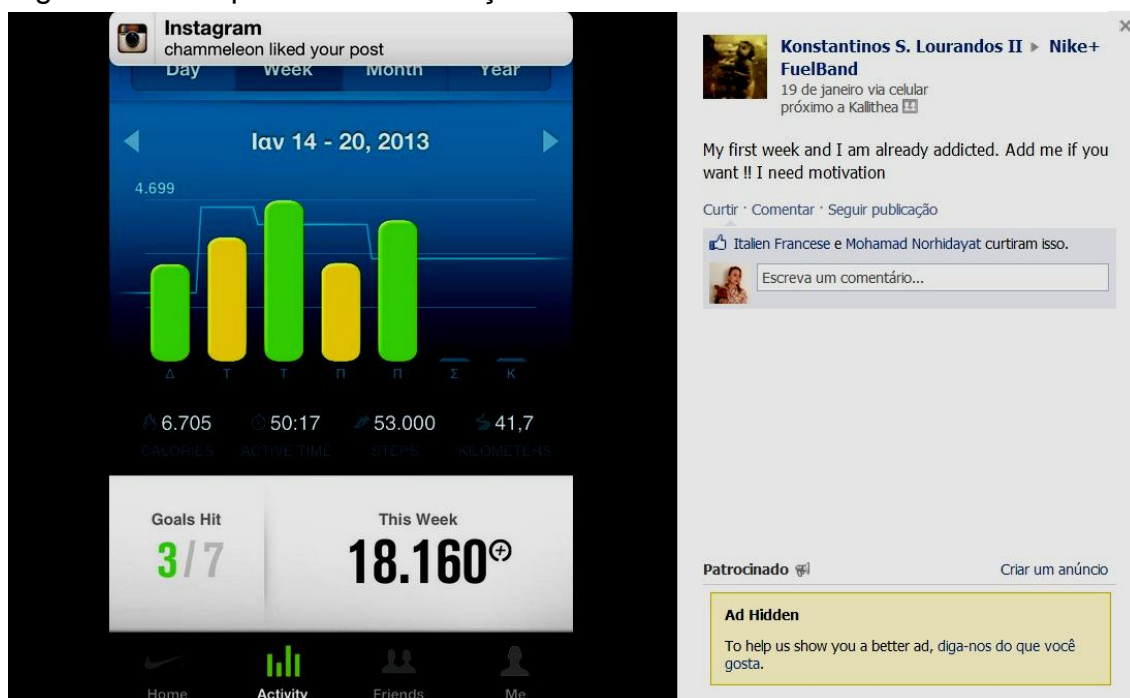 Instagram
chammeleon liked your post
Day Week Month Year
Ιαν 14 - 20, 2013
4.699
Δ Τ Τ Π Π Σ Κ
6.705 50:17 53.000 41,7
CALORIES ACTIVE TIME STEPS KILOMETERS
Goals Hit
3/7
This Week
18.160
Home Activity Friends Me
Konstantinos S. Lourandos II ▸ Nike+
FuelBand
19 de janeiro via celular
próximo a Kallithea
My first week and I am already addicted. Add me if you
want !! I need motivation
Curtir · Comentar · Seguir publicação
Italien Francese e Mohamad Norhidayat curtiram isso.
Escreva um comentário...
Patrocinado
Criar um anúncio
Ad Hidden
To help us show you a better ad, diga-nos do que você
gosta.